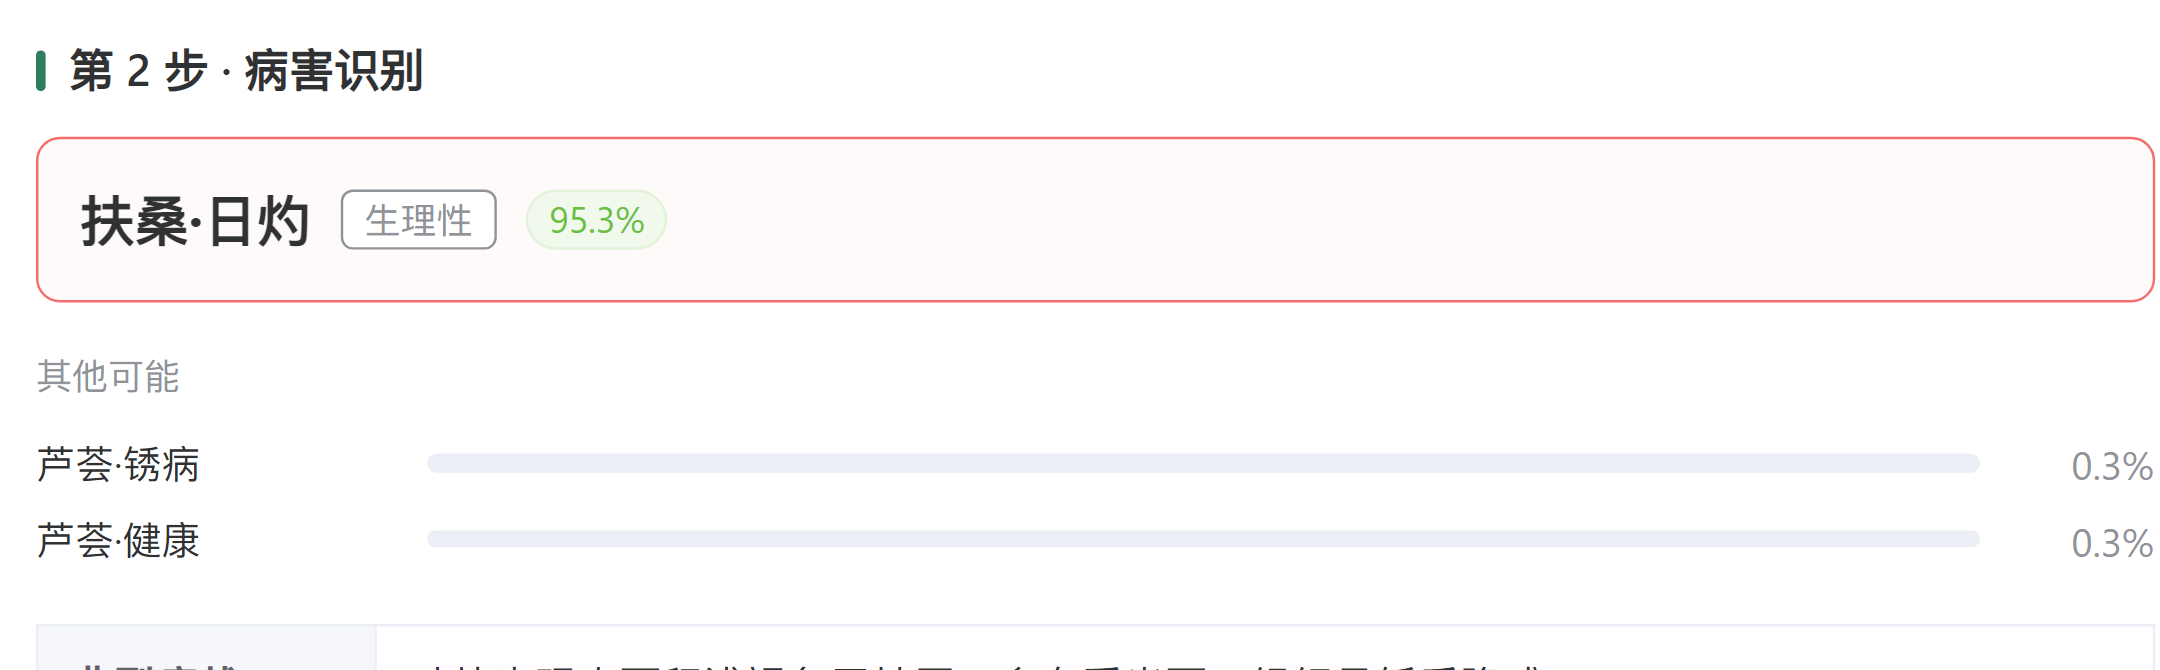 第 2 步 · 病害识别
扶桑·日灼 生理性 95.3%
其他可能
芦荟·锈病 0.3%
芦荟·健康 0.3%